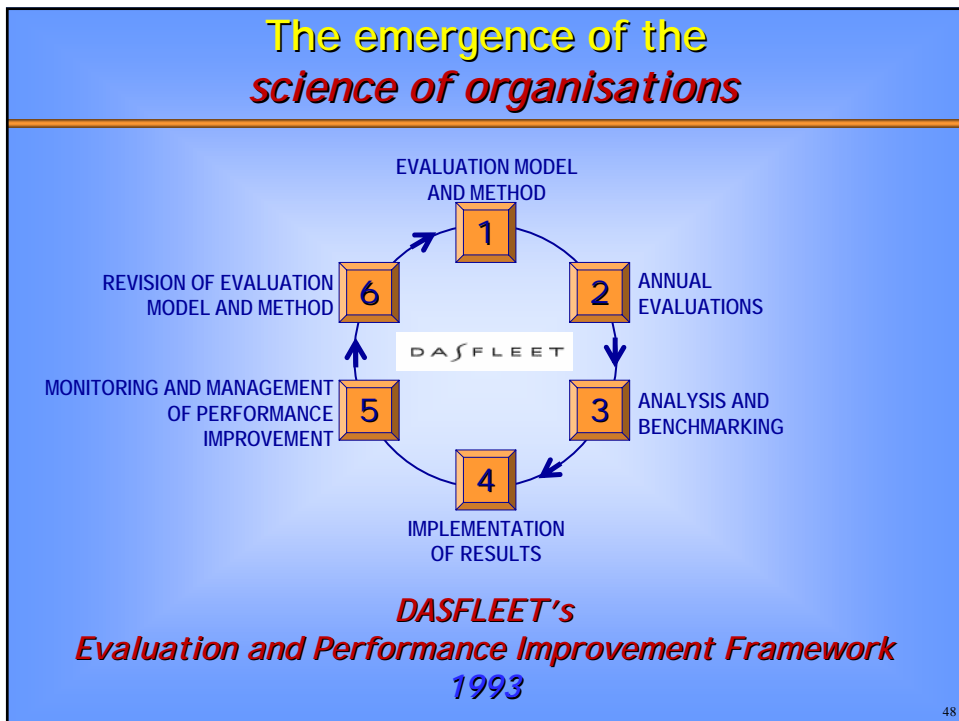 The emergence of the
science of organisations
EVALUATION MODEL
AND METHOD
1
2
ANNUAL
EVALUATIONS
3
ANALYSIS AND
BENCHMARKING
4
IMPLEMENTATION
OF RESULTS
MONITORING AND MANAGEMENT
OF PERFORMANCE
IMPROVEMENT
5
REVISION OF EVALUATION
MODEL AND METHOD
6
DASFLEET
DASFLEET's
Evaluation and Performance Improvement Framework
1993
48